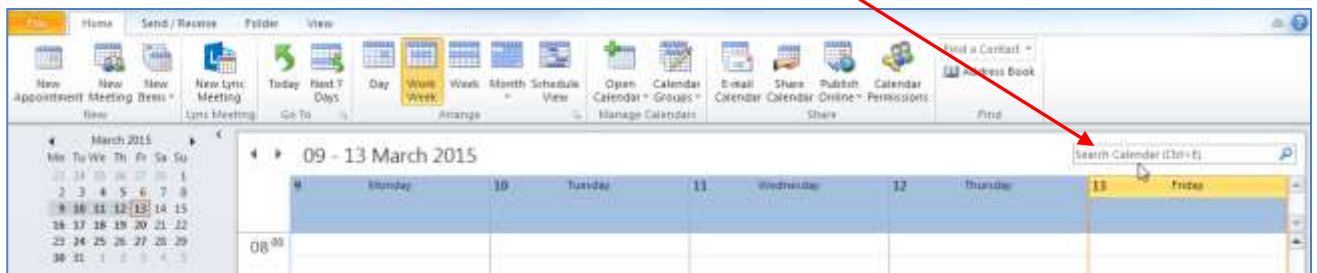 File Home Send / Receive Folder View
New Appointment New Meeting New Items New Lync Meeting Today Next 7 Days Day Work Week Week Month Schedule View Open Calendar Calendar Groups E-mail Calendar Share Calendar Publish Online Calendar Permissions Find a Contact Address Book
New Lync Meeting Go To Arrange Manage Calendars Share Find
March 2015
09 - 13 March 2015
Search Calendar (Ctrl+E)
Mo Tu We Th Fr Sa Su
9 Monday 10 Tuesday 11 Wednesday 12 Thursday 13 Friday
23 24 25 26 27 28 1
2 3 4 5 6 7 8
9 10 11 12 13 14 15
16 17 18 19 20 21 22
23 24 25 26 27 28 29
30 31 1 2 3 4 5
08 00